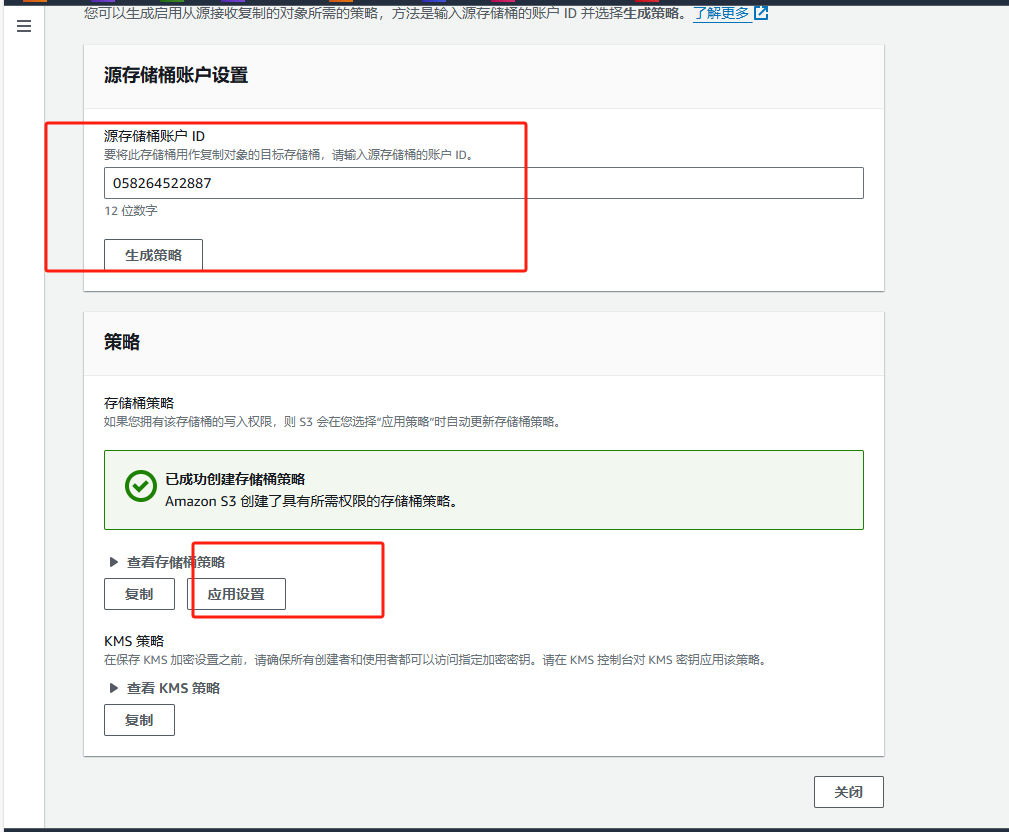 您可以生成启用从源接收复制的对象所需的策略，方法是输入源存储桶的账户 ID 并选择生成策略。了解更多
源存储桶账户设置
源存储桶账户 ID
要将此存储桶用作复制对象的目标存储桶，请输入源存储桶的账户 ID。
058264522887
12 位数字
生成策略
策略
存储桶策略
如果您拥有该存储桶的写入权限，则 S3 会在您选择“应用策略”时自动更新存储桶策略。
已成功创建存储桶策略
Amazon S3 创建了具有所需权限的存储桶策略。
查看存储桶策略
复制 应用设置
KMS 策略
在保存 KMS 加密设置之前，请确保所有创建者和使用者都可以访问指定加密密钥。请在 KMS 控制台对 KMS 密钥应用该策略。
查看 KMS 策略
复制
关闭